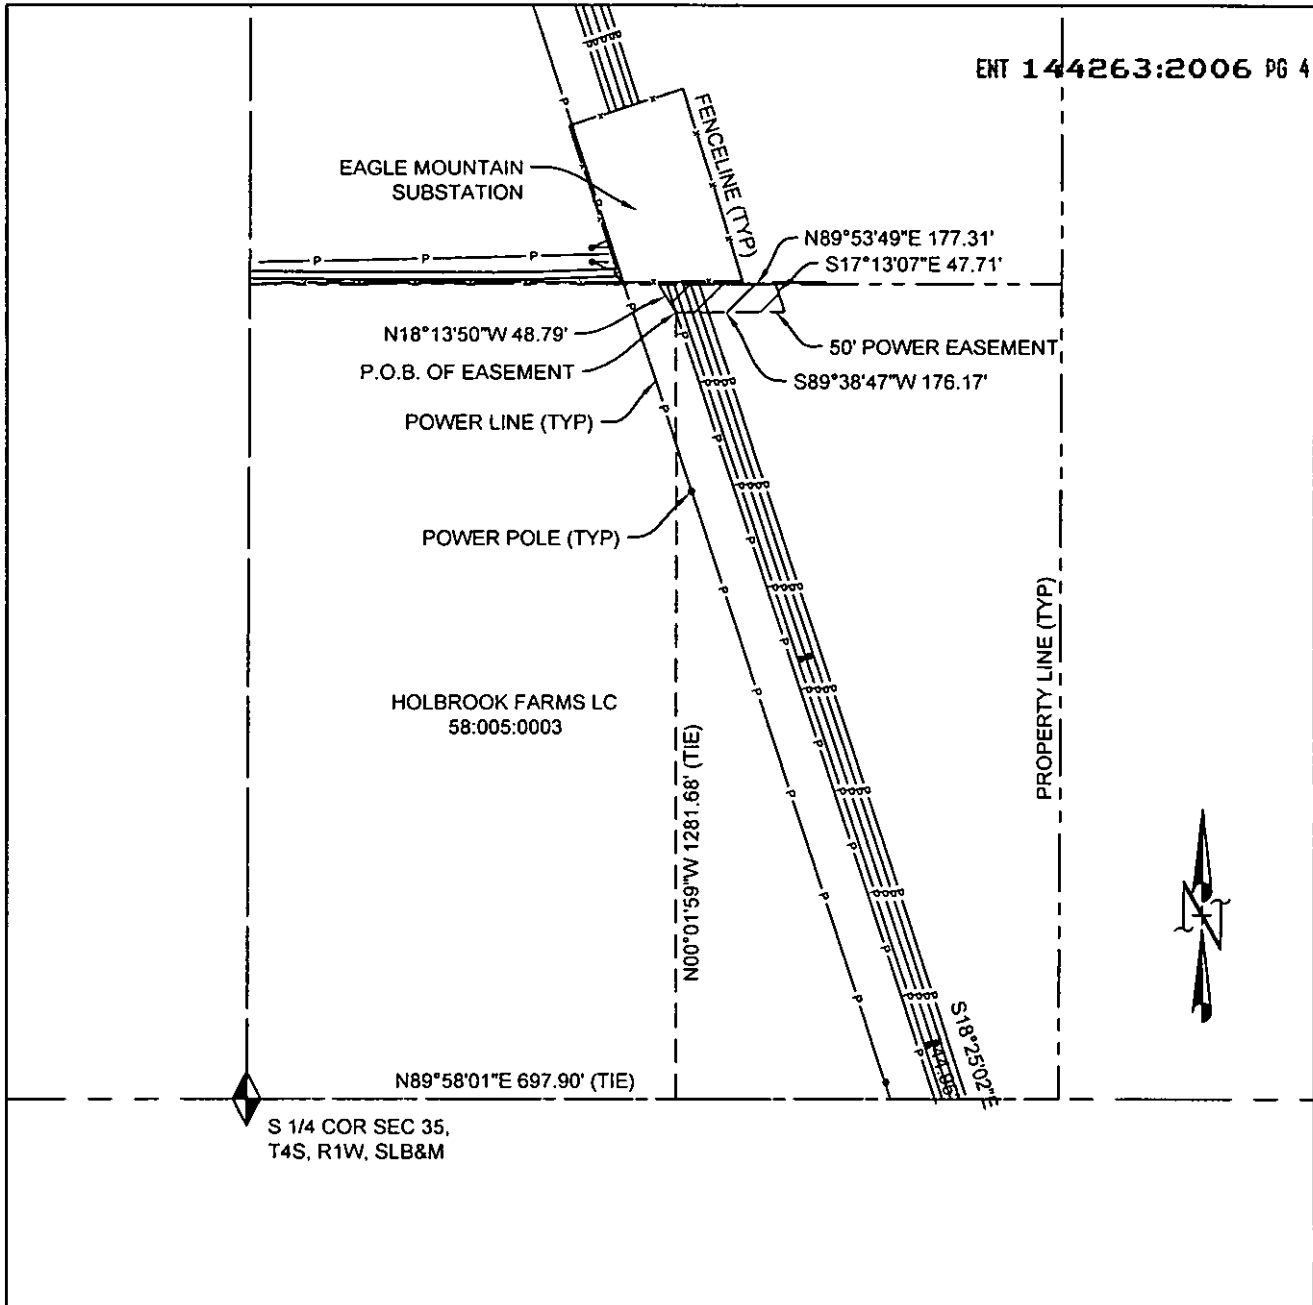 ENT 144263:2006 PG 4
FENCELINE (TYP)
EAGLE MOUNTAIN
SUBSTATION
N89°53'49"E 177.31'
S17°13'07"E 47.71'
N18°13'50"W 48.79'
P.O.B. OF EASEMENT
50' POWER EASEMENT
S89°38'47"W 176.17'
POWER LINE (TYP)
POWER POLE (TYP)
HOLBROOK FARMS LC
58:005:0003
PROPERTY LINE (TYP)
N00°01'59"W 1281.68' (TIE)
S18°25'02"E
N89°58'01"E 697.90' (TIE)
S 1/4 COR SEC 35,
T4S, R1W, SLB&M